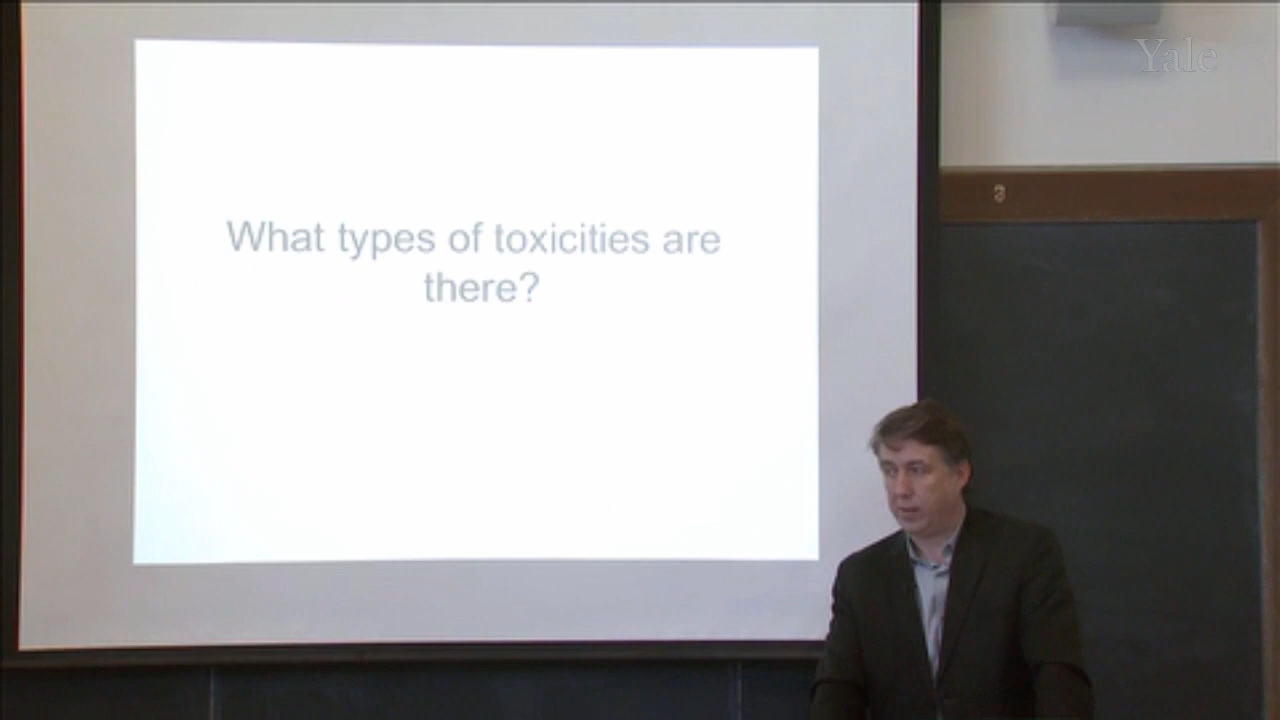 Yale
What types of toxicities are
there?